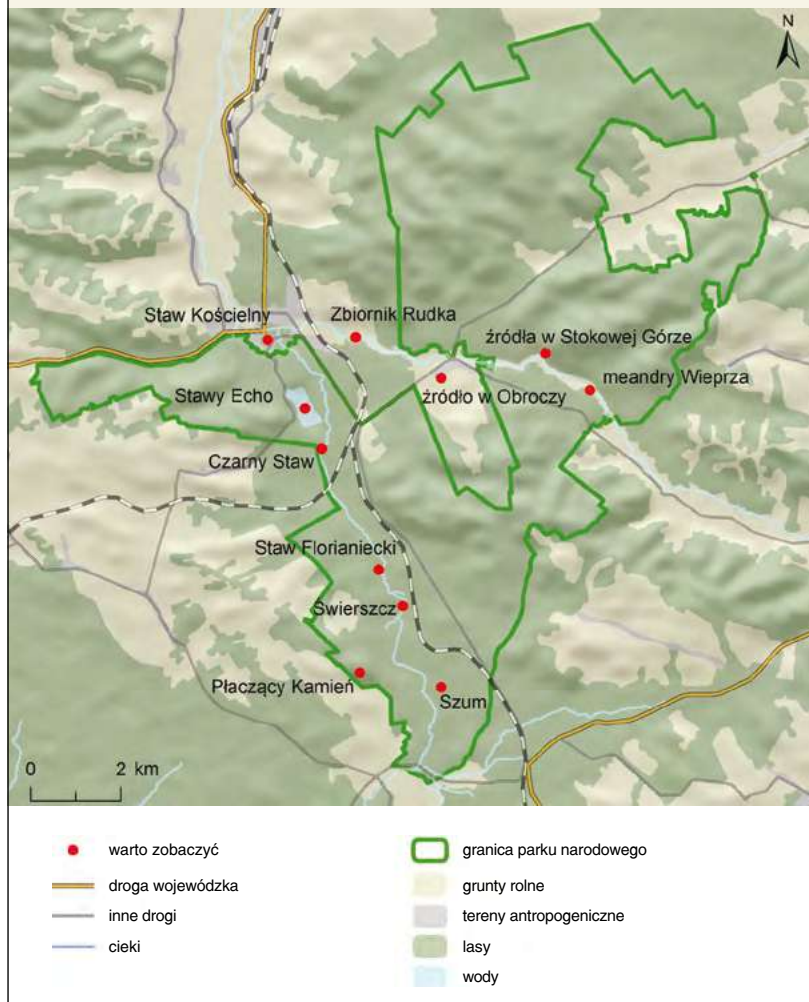 N
Staw Kościelny
Zbiornik Rudka
źródła w Stokowej Górze
meandry Wieprza
Stawy Echo
źródło w Obroczy
Czarny Staw
Staw Florianiecki
Świerszcz
Płaczący Kamień
Szum
0 2 km
warto zobaczyć
droga wojewódzka
inne drogi
cieki
granica parku narodowego
grunty rolne
tereny antropogeniczne
lasy
wody